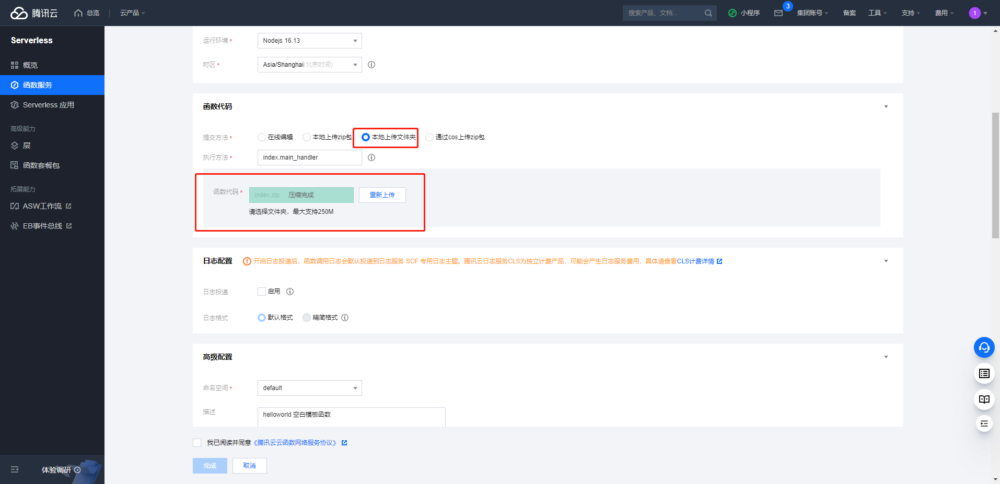 腾讯云
总览
云产品
搜索产品、文档...
小程序
3
集团账号
备案
工具
支持
费用
1
Serverless
概览
函数服务
Serverless 应用
高级能力
层
函数套餐包
拓展能力
ASW工作流
EB事件总线
体验调研
运行环境 *
Nodejs 16.13
时区 *
Asia/Shanghai(北京时间)
函数代码
提交方法 *
在线编辑
本地上传zip包
本地上传文件夹
通过cos上传zip包
执行方法 *
index.main_handler
函数代码 *
index.zip 压缩完成
重新上传
请选择文件夹，最大支持250M
日志配置
开启日志投递后，函数调用日志会默认投递到日志服务 SCF 专用日志主题。腾讯云日志服务CLS为独立计费产品，可能会产生日志服务费用，具体请查看CLS计费详情
日志投递
启用
日志格式
默认格式
精简格式
高级配置
命名空间 *
default
描述
helloworld 空白模板函数
我已阅读并同意《腾讯云云函数网络服务协议》
完成
取消